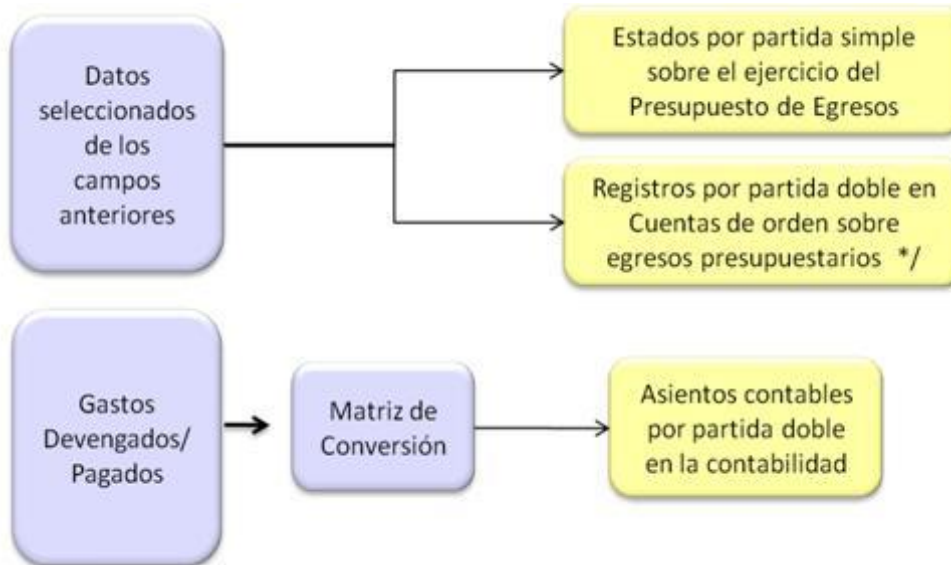 Datos
seleccionados
de los
campos
anteriores
Estados por partida simple
sobre el ejercicio del
Presupuesto de Egresos
Registros por partida doble en
Cuentas de orden sobre
egresos presupuestarios */
Gastos
Devengados/
Pagados
Matriz de
Conversión
Asientos contables
por partida doble
en la contabilidad